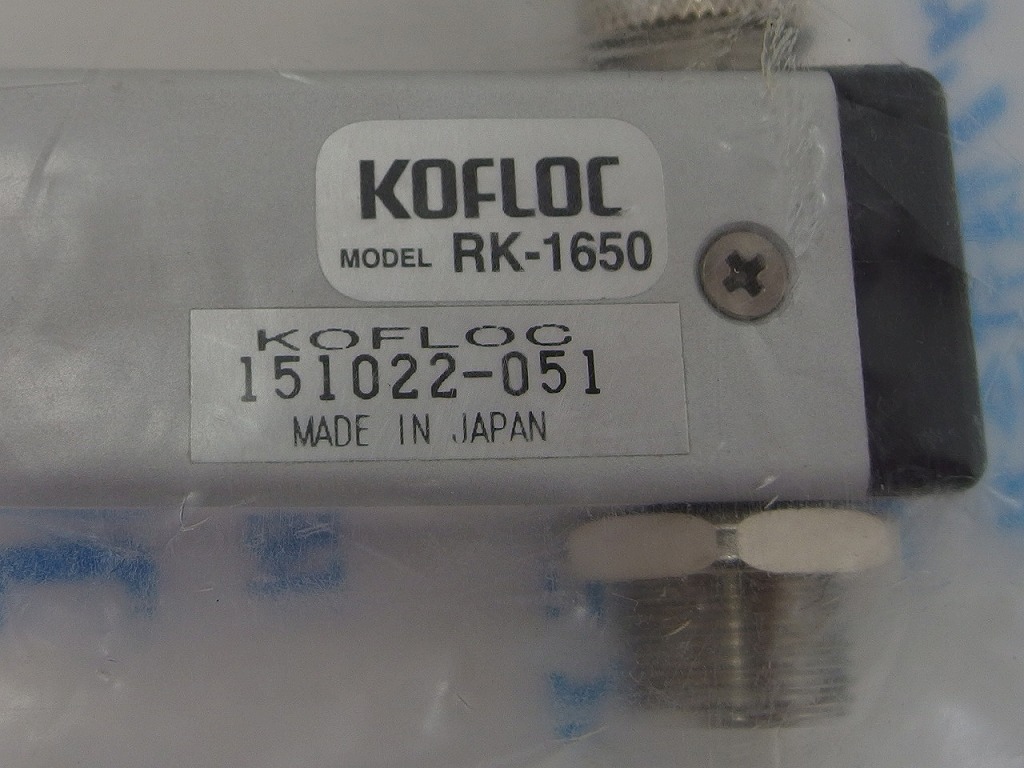 KOFLOC
MODEL RK-1650
KOFLOC
151022-051
MADE IN JAPAN